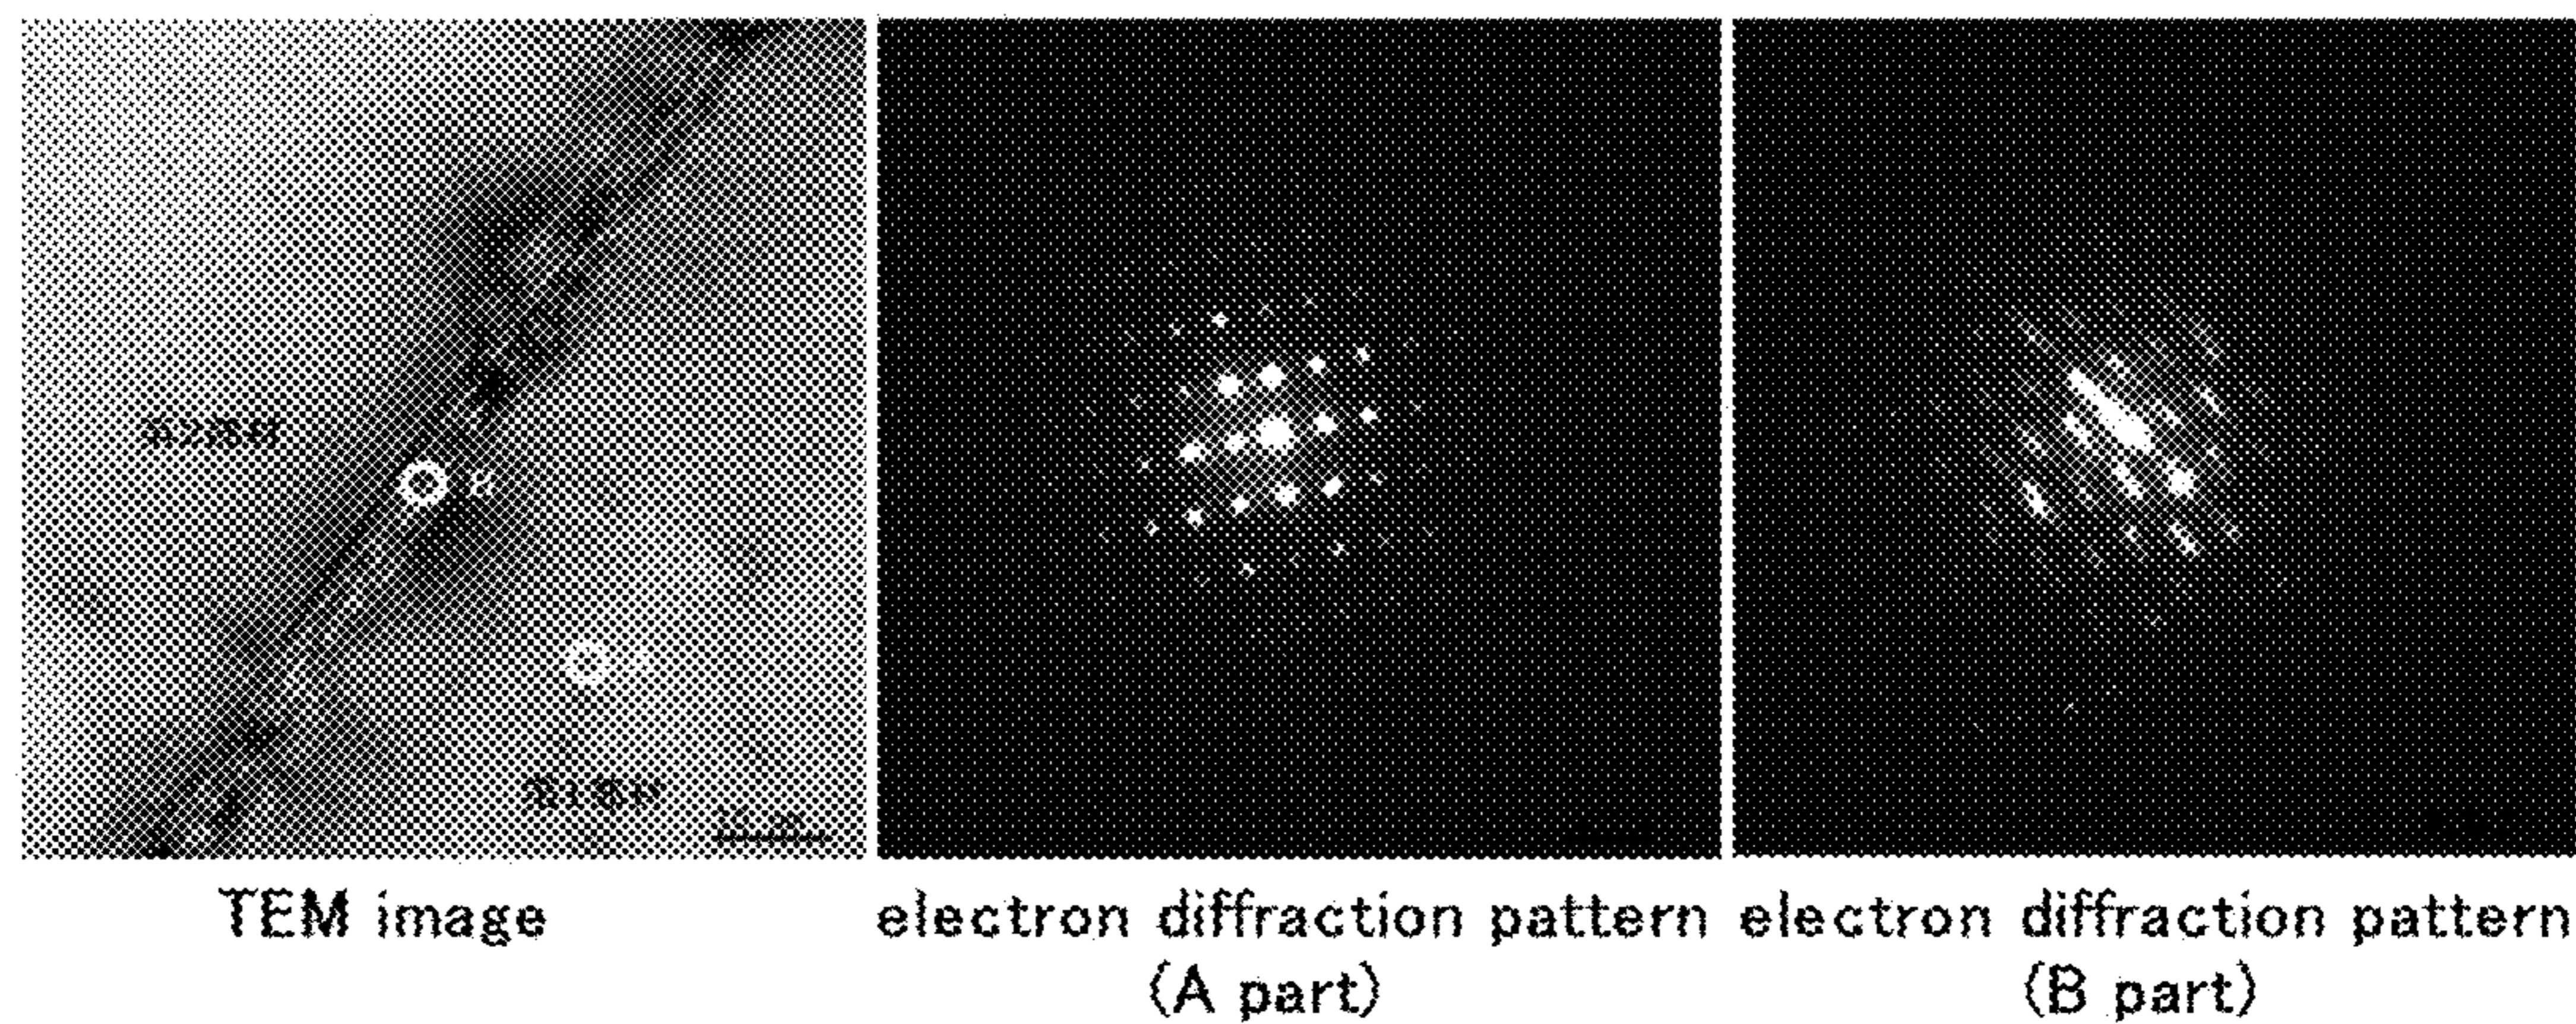 B
TEM image
electron diffraction pattern
(A part)
electron diffraction pattern
(B part)